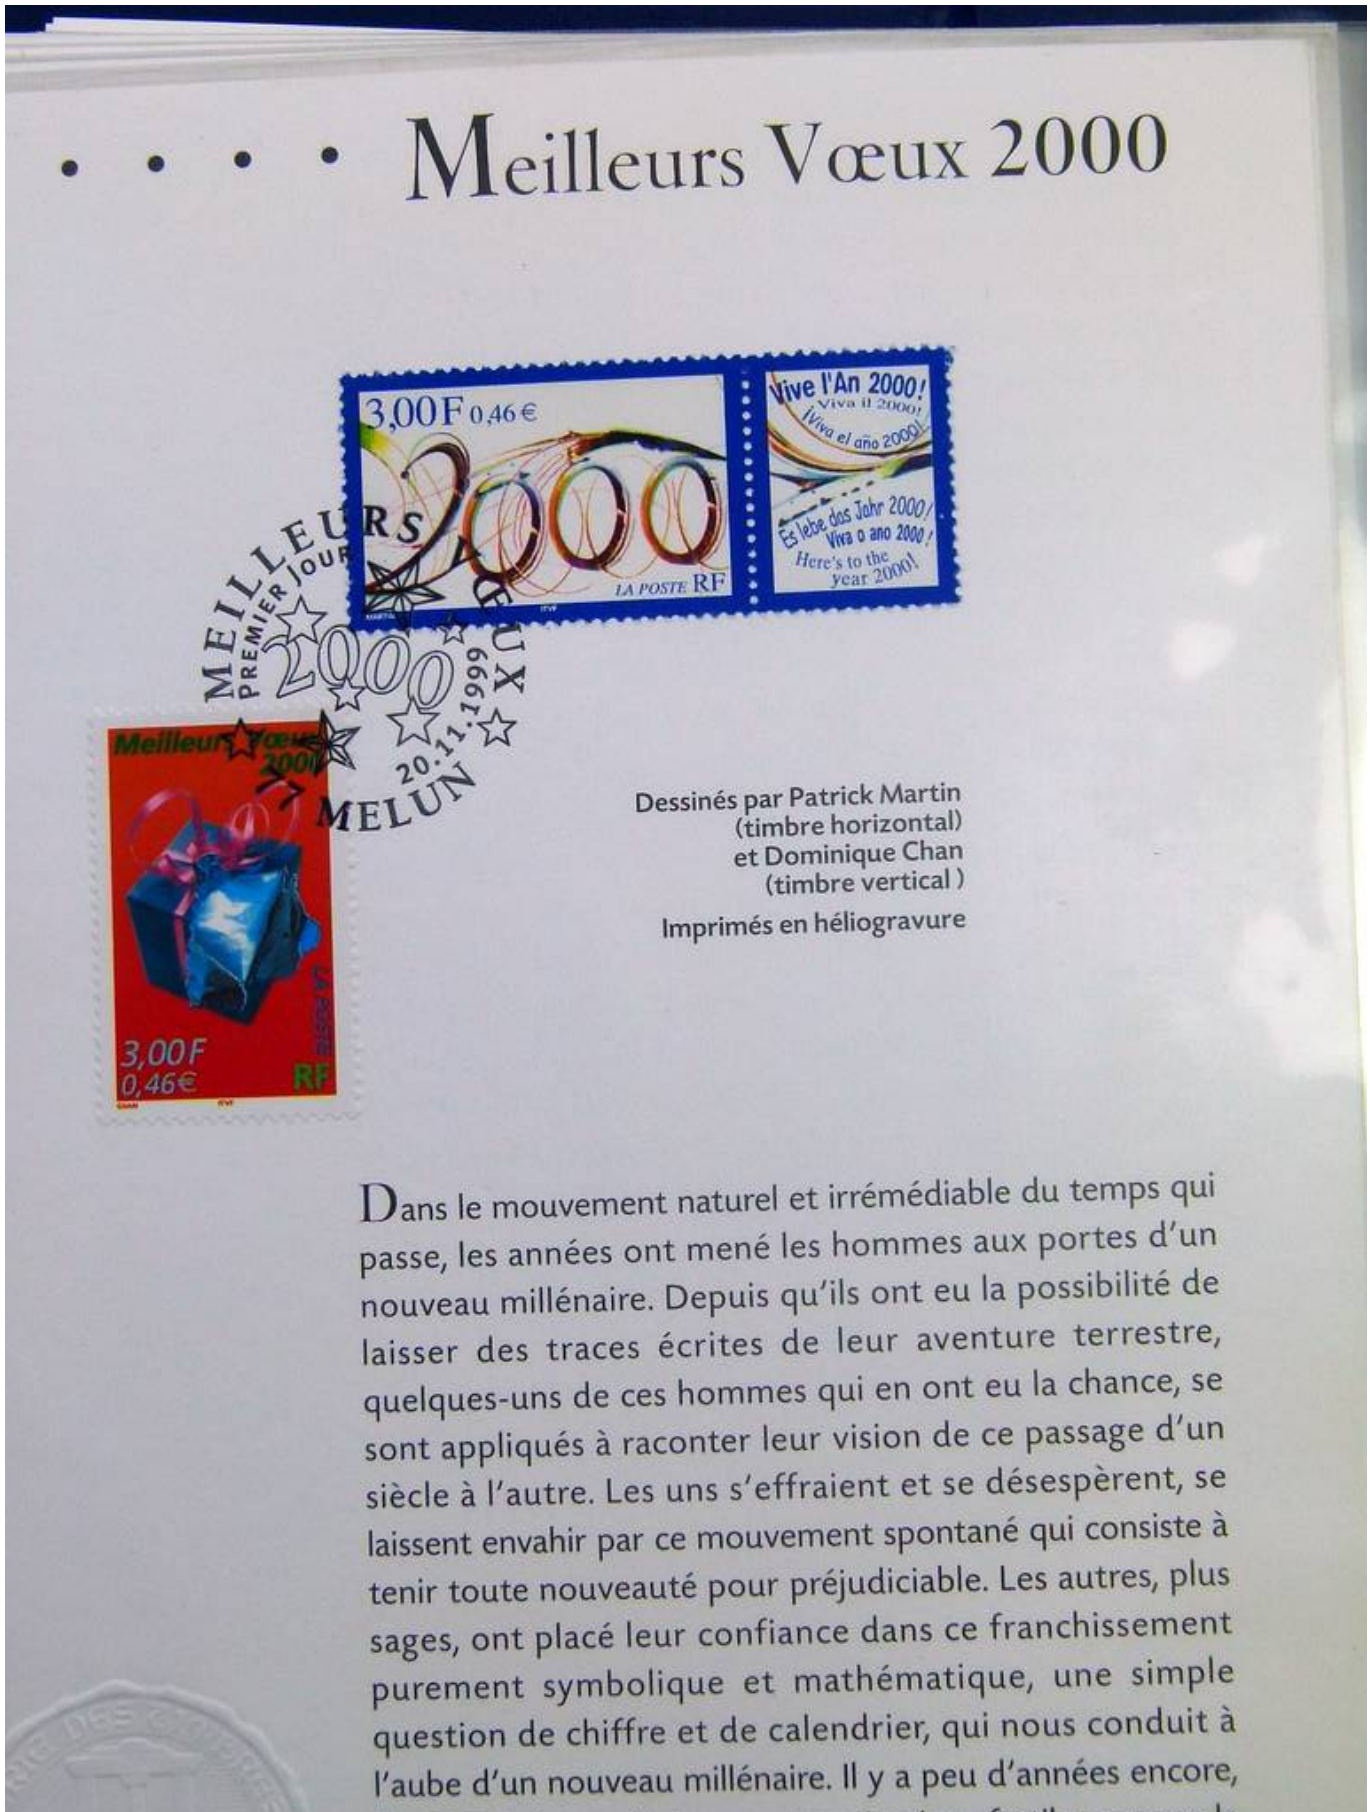 Meilleurs Vœux 2000
3,00F 0,46€
2000
LA POSTE RF
MARTIN
ITVF
Vive l'An 2000!
Viva il 2000!
¡Viva el año 2000!
Es lebe das Jahr 2000!
Viva o ano 2000!
Here's to the
year 2000!
MEILLEURS VŒUX
PREMIER JOUR
2000
20.11.1999
MELUN
Meilleurs Vœux
2000
LA POSTE
3,00F
0,46€
RF
CHAN
ITVF
Dessinés par Patrick Martin
(timbre horizontal)
et Dominique Chan
(timbre vertical )
Imprimés en héliogravure
Dans le mouvement naturel et irrémédiable du temps qui
passe, les années ont mené les hommes aux portes d'un
nouveau millénaire. Depuis qu'ils ont eu la possibilité de
laisser des traces écrites de leur aventure terrestre,
quelques-uns de ces hommes qui en ont eu la chance, se
sont appliqués à raconter leur vision de ce passage d'un
siècle à l'autre. Les uns s'effraient et se désespèrent, se
laissent envahir par ce mouvement spontané qui consiste à
tenir toute nouveauté pour préjudiciable. Les autres, plus
sages, ont placé leur confiance dans ce franchissement
purement symbolique et mathématique, une simple
question de chiffre et de calendrier, qui nous conduit à
l'aube d'un nouveau millénaire. Il y a peu d'années encore,
DES